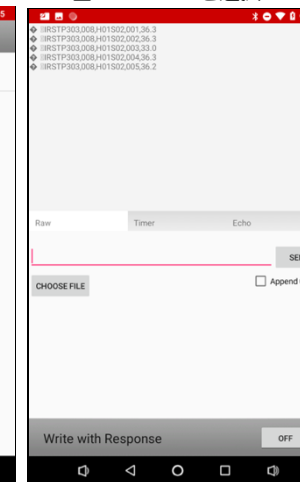 5
IRSTP303,008,H01S02,001,36.3
IRSTP303,008,H01S02,002,36.3
IRSTP303,008,H01S02,003,33.0
IRSTP303,008,H01S02,004,36.3
IRSTP303,008,H01S02,005,36.2
Raw Timer Echo
CHOOSE FILE
Append
Write with Response
OFF